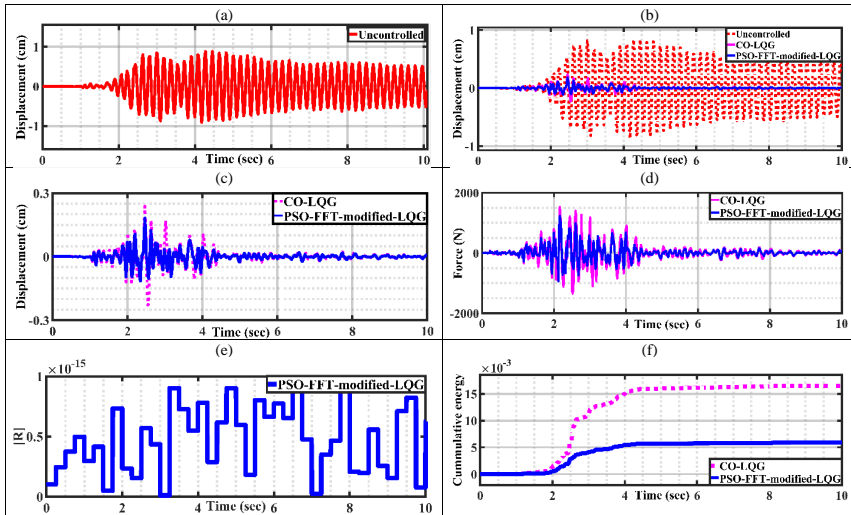 (a)
Displacement (cm)
1
0
-1
Uncontrolled
0 2 4 6 8 10
Time (sec)
(b)
Displacement (cm)
1
0
-1
Uncontrolled
CO-LQG
PSO-FFT-modified-LQG
0 2 4 6 8 10
Time (sec)
(c)
Displacement (cm)
0.3
0
-0.3
CO-LQG
PSO-FFT-modified-LQG
0 2 4 6 8 10
Time (sec)
(d)
Force (N)
2000
0
-2000
CO-LQG
PSO-FFT-modified-LQG
0 2 4 6 8 10
Time (sec)
(e)
×10^-15
|R|
1
0.5
0
PSO-FFT-modified-LQG
0 2 4 6 8 10
Time (sec)
(f)
×10^-3
Cummulative energy
15
10
5
0
CO-LQG
PSO-FFT-modified-LQG
0 2 4 6 8 10
Time (sec)